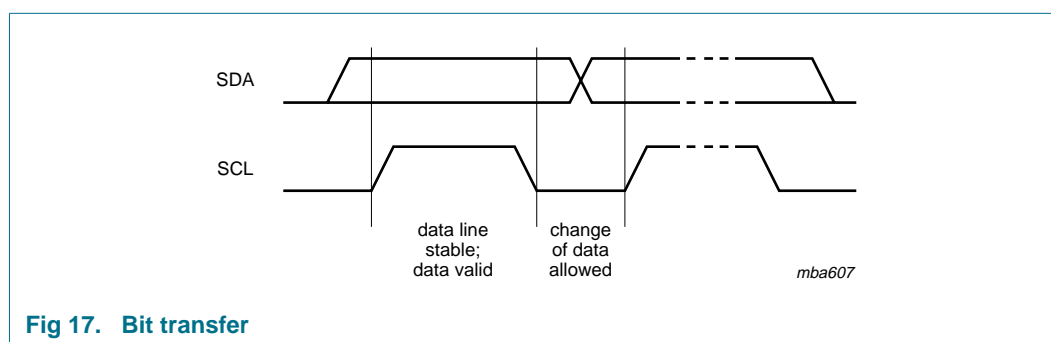 SDA
SCL
data line
stable;
data valid
change
of data
allowed
mba607
Fig 17. Bit transfer